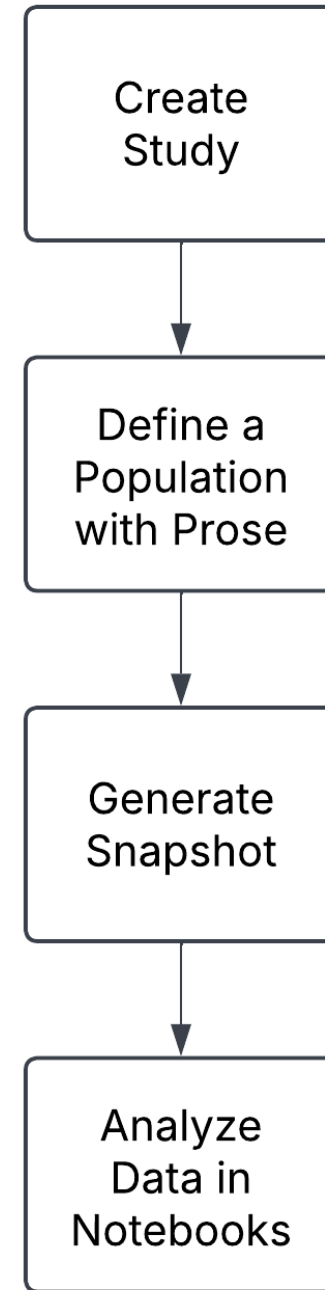 Create
Study
Define a
Population
with Prose
Generate
Snapshot
Analyze
Data in
Notebooks